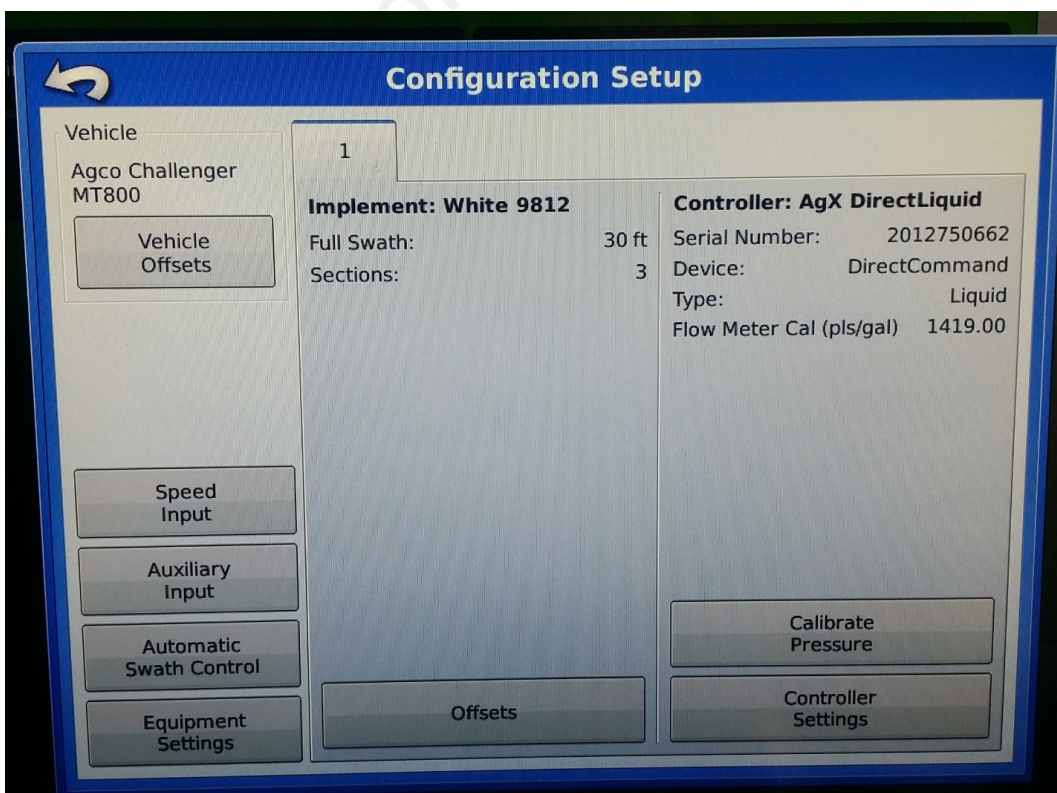 Configuration Setup
Vehicle
Agco Challenger
MT800
Vehicle
Offsets
Speed
Input
Auxiliary
Input
Automatic
Swath Control
Equipment
Settings
1
Implement: White 9812
Full Swath: 30 ft
Sections: 3
Offsets
Controller: AgX DirectLiquid
Serial Number: 2012750662
Device: DirectCommand
Type: Liquid
Flow Meter Cal (pls/gal) 1419.00
Calibrate
Pressure
Controller
Settings